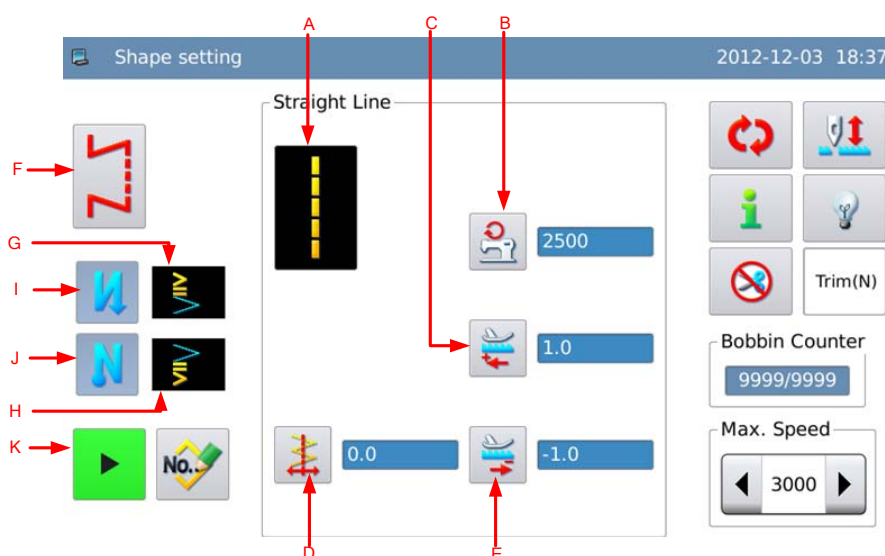 C
A
B
Shape setting
2012-12-03 18:37
Straight Line
F
G
2500
I
Trim(N)
J
1.0
Bobbin Counter
9999/9999
H
Max. Speed
K
No.
0.0
-1.0
3000
D
E